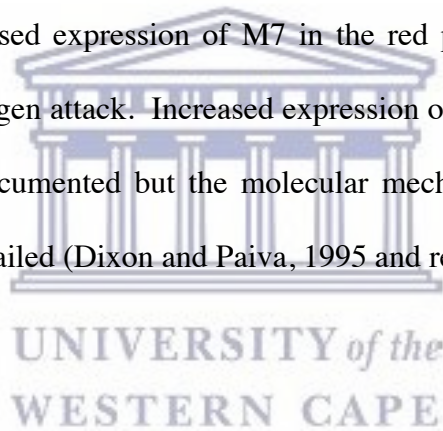 sed expression of M7 in the red p
gen attack. Increased expression o
cumented but the molecular mech
ailed (Dixon and Paiva, 1995 and re
UNIVERSITY of the
WESTERN CAPE